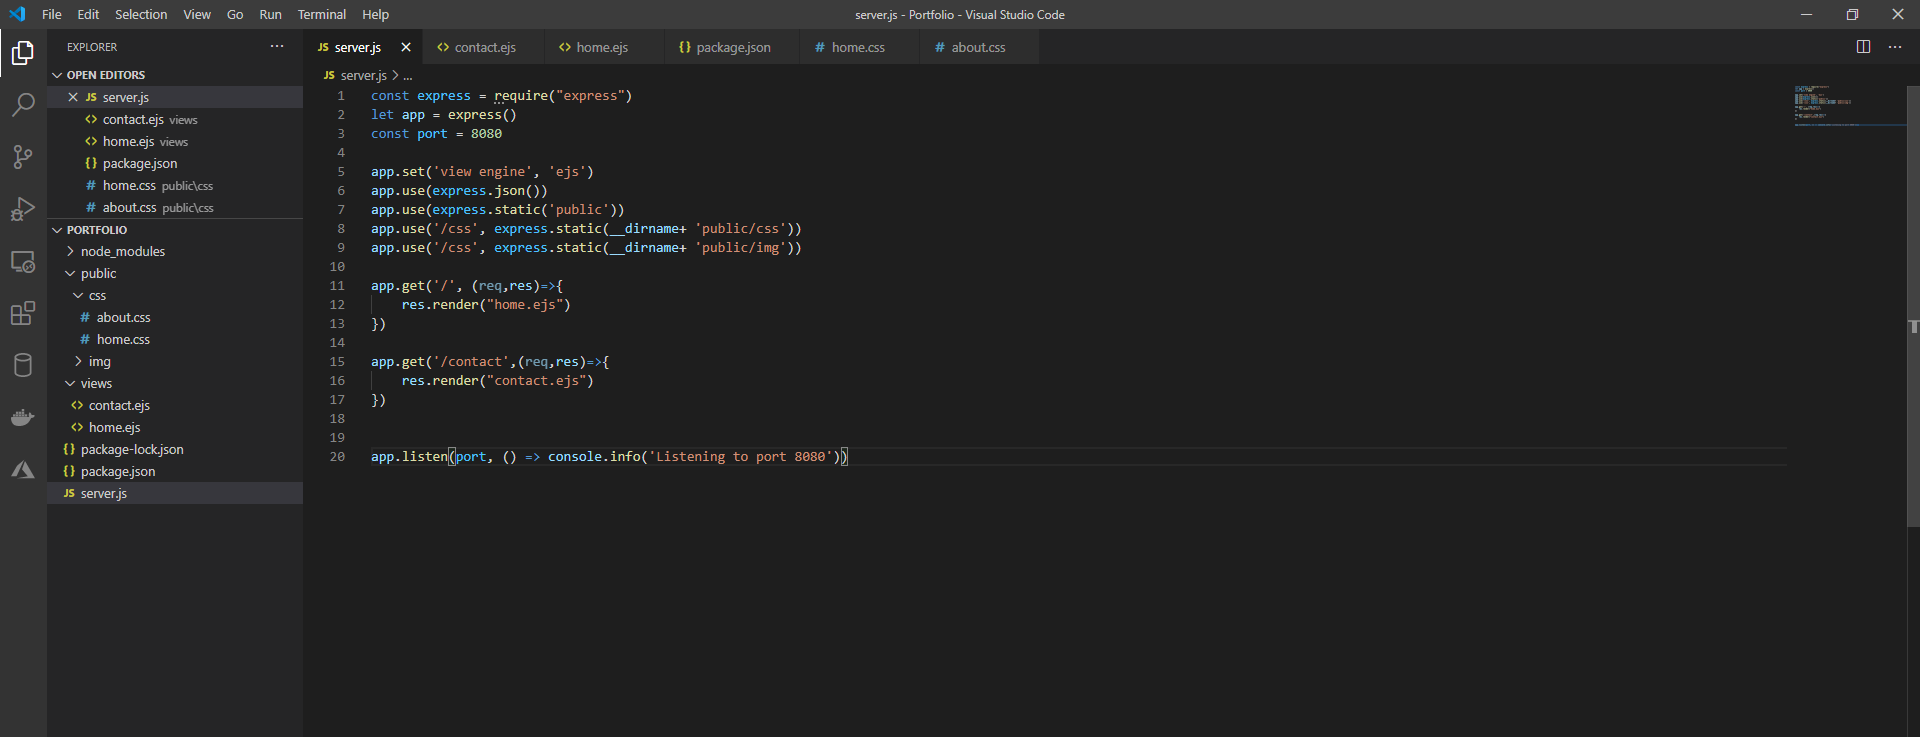 File Edit Selection View Go Run Terminal Help
server.js - Portfolio - Visual Studio Code
EXPLORER
OPEN EDITORS
JS server.js
contact.ejs views
home.ejs views
{} package.json
# home.css public\css
# about.css public\css
PORTFOLIO
node_modules
public
css
# about.css
# home.css
img
views
contact.ejs
home.ejs
{} package-lock.json
{} package.json
JS server.js
JS server.js contact.ejs home.ejs {} package.json # home.css # about.css
JS server.js > ...
1 const express = require("express")
2 let app = express()
3 const port = 8080
4
5 app.set('view engine', 'ejs')
6 app.use(express.json())
7 app.use(express.static('public'))
8 app.use('/css', express.static(__dirname+ 'public/css'))
9 app.use('/css', express.static(__dirname+ 'public/img'))
10
11 app.get('/', (req,res)=>{
12     res.render("home.ejs")
13 })
14
15 app.get('/contact',(req,res)=>{
16     res.render("contact.ejs")
17 })
18
19
20 app.listen(port, () => console.info('Listening to port 8080'))